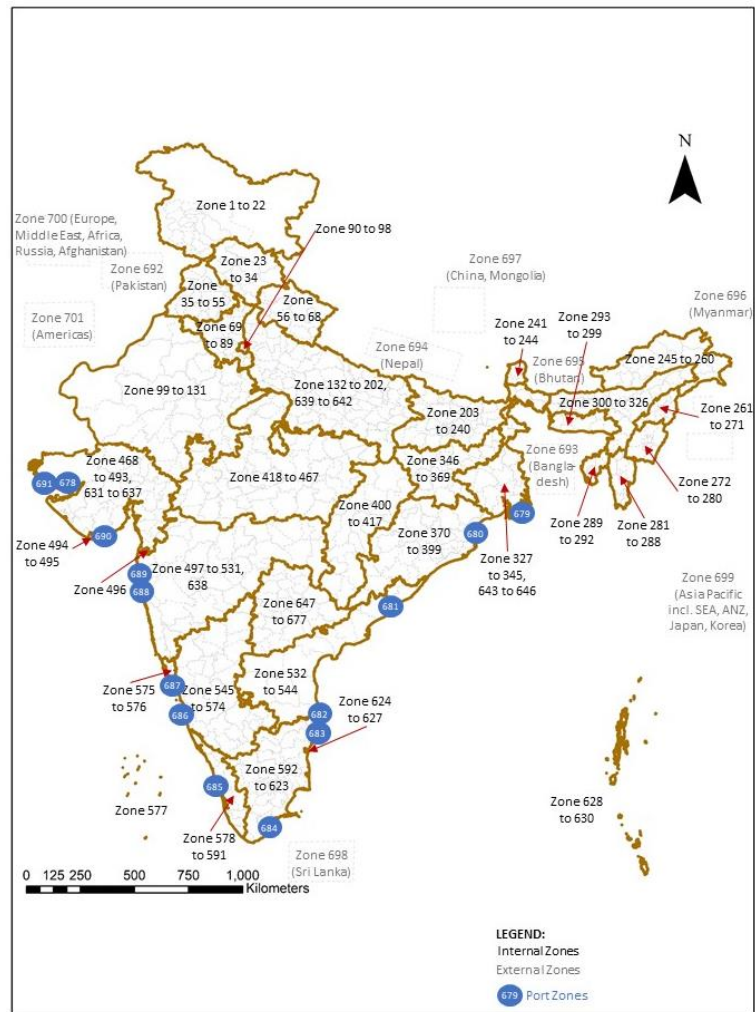 N
Zone 1 to 22
Zone 700 (Europe,
Middle East, Africa,
Russia, Afghanistan)
Zone 90 to 98
Zone 692
(Pakistan)
Zone 23
to 34
Zone 697
(China, Mongolia)
Zone
35 to 55
Zone
56 to 68
Zone 701
(Americas)
Zone 69
to 89
Zone 694
(Nepal)
Zone 241
to 244
Zone 293
to 299
Zone 696
(Myanmar)
Zone 695
(Bhutan)
Zone 245 to 260
Zone 99 to 131
Zone 132 to 202,
639 to 642
Zone 203
to 240
Zone 300 to 326
Zone 261
to 271
Zone 468
to 493,
631 to 637
Zone 418 to 467
Zone 346
to 369
Zone 693
(Bangla-
desh)
Zone 272
to 280
691
678
Zone 400
to 417
Zone 370
to 399
679
680
Zone 289
to 292
Zone 281
to 288
Zone 494
to 495
690
Zone 496
689
688
Zone 497 to 531,
638
Zone 327
to 345,
643 to 646
Zone 699
(Asia Pacific
incl. SEA, ANZ,
Japan, Korea)
Zone 647
to 677
681
Zone 575
to 576
687
686
Zone 545
to 574
Zone 532
to 544
682
683
Zone 624
to 627
Zone 592
to 623
685
684
Zone 577
Zone 578
to 591
Zone 628
to 630
Zone 698
(Sri Lanka)
0 125 250 500 750 1,000
Kilometers
LEGEND:
Internal Zones
External Zones
679 Port Zones